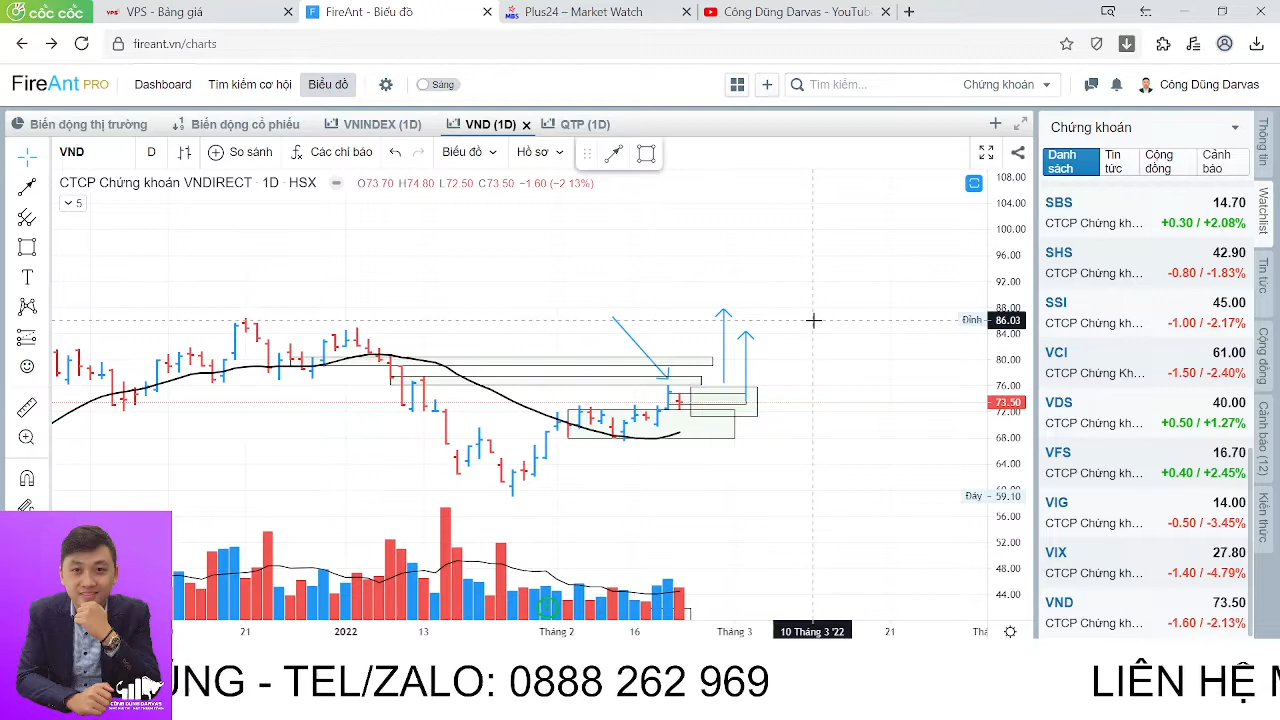 cốc cốc
VPS - Bảng giá
FireAnt - Biểu đồ
MBS Plus24 – Market Watch
Công Dũng Darvas - YouTub
fireant.vn/charts
FireAnt PRO
Dashboard
Tìm kiếm cơ hội
Biểu đồ
Sáng
Tìm kiếm...
Chứng khoán
Công Dũng Darvas
Biến động thị trường
Biến động cổ phiếu
VNINDEX (1D)
VND (1D)
QTP (1D)
VND
D
So sánh
Các chỉ báo
Biểu đồ
Hồ sơ
CTCP Chứng khoán VNDIRECT · 1D · HSX
O73.70 H74.80 L72.50 C73.50 −1.60 (−2.13%)
5
108.00
104.00
100.00
96.00
92.00
88.00
Đỉnh 86.03
84.00
80.00
76.00
73.50
72.00
68.00
64.00
60.00
Đáy 59.10
56.00
52.00
48.00
44.00
21
2022
13
Tháng 2
16
Tháng 3
10 Tháng 3 '22
21
Chứng khoán
Danh sách
Tin tức
Cộng đồng
Cảnh báo
SBS 14.70
CTCP Chứng kh... +0.30 / +2.08%
SHS 42.90
CTCP Chứng kh... -0.80 / -1.83%
SSI 45.00
CTCP Chứng kh... -1.00 / -2.17%
VCI 61.00
CTCP Chứng kh... -1.50 / -2.40%
VDS 40.00
CTCP Chứng kh... +0.50 / +1.27%
VFS 16.70
CTCP Chứng kh... +0.40 / +2.45%
VIG 14.00
CTCP Chứng kh... -0.50 / -3.45%
VIX 27.80
CTCP Chứng kh... -1.40 / -4.79%
VND 73.50
CTCP Chứng kh... -1.60 / -2.13%
Thông tin
Watchlist
Tin tức
Cộng đồng
Cảnh báo (12)
Kiến thức
CÔNG DŨNG DARVAS
ŨNG - TEL/ZALO: 0888 262 969
LIÊN HỆ M